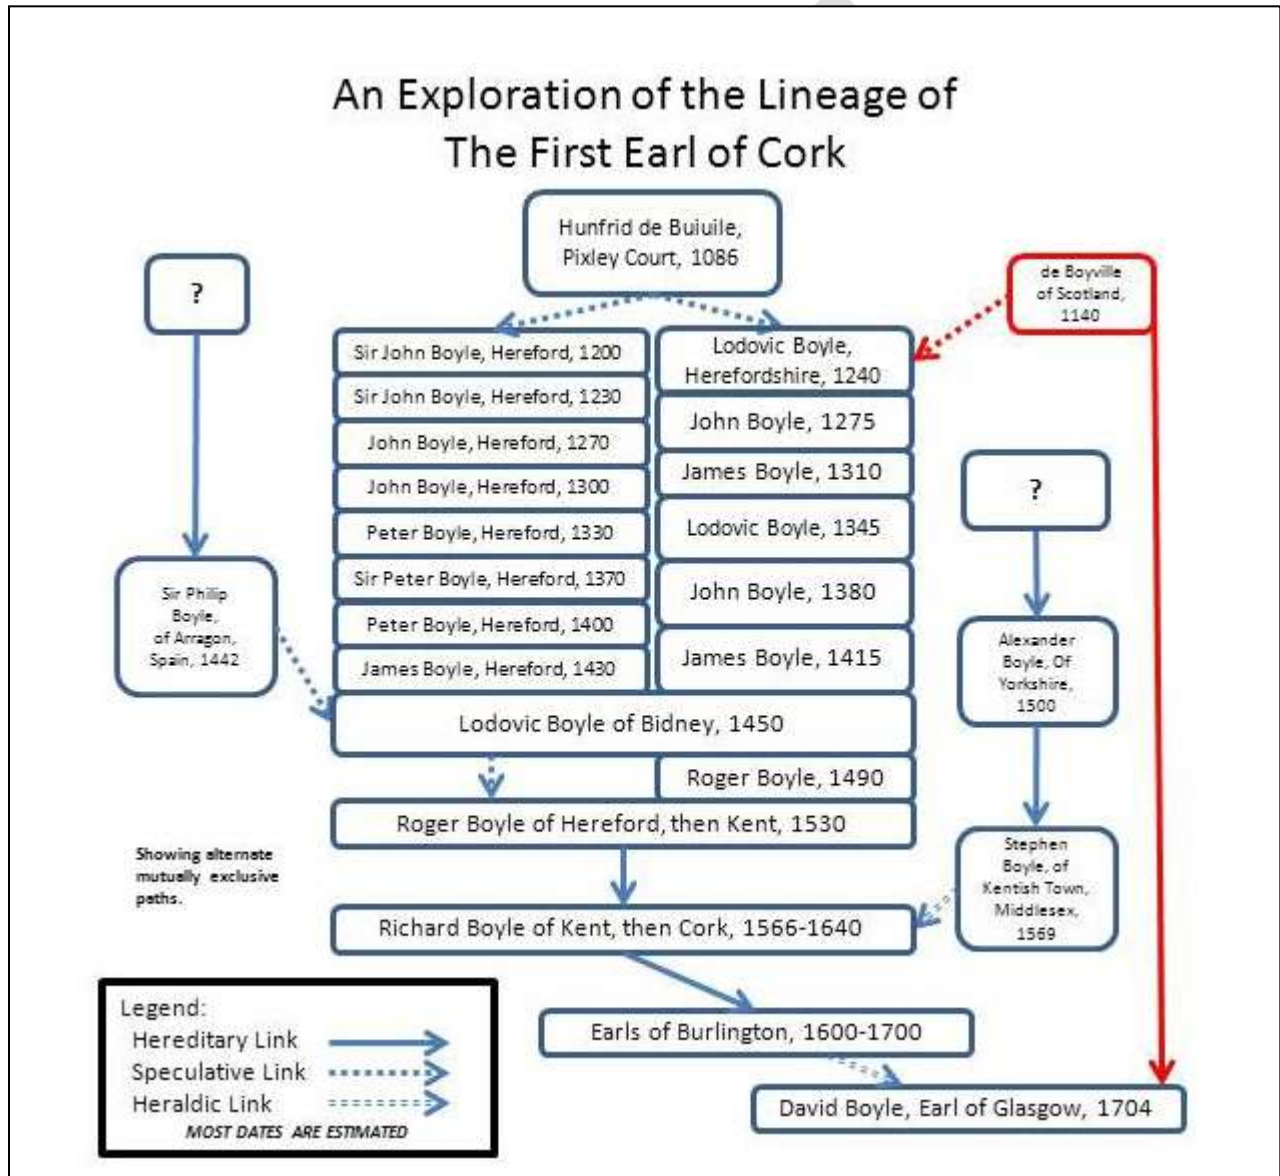 An Exploration of the Lineage of
The First Earl of Cork
Hunfrid de Buiuile,
Pixley Court, 1086
?
de Boyville
of Scotland,
1140
Sir John Boyle, Hereford, 1200
Sir John Boyle, Hereford, 1230
John Boyle, Hereford, 1270
John Boyle, Hereford, 1300
Peter Boyle, Hereford, 1330
Sir Peter Boyle, Hereford, 1370
Peter Boyle, Hereford, 1400
James Boyle, Hereford, 1430
Lodovic Boyle,
Herefordshire, 1240
John Boyle, 1275
James Boyle, 1310
Lodovic Boyle, 1345
John Boyle, 1380
James Boyle, 1415
?
Sir Philip
Boyle,
of Arragon,
Spain, 1442
Alexander
Boyle, Of
Yorkshire,
1500
Lodovic Boyle of Bidney, 1450
Roger Boyle, 1490
Roger Boyle of Hereford, then Kent, 1530
Showing alternate
mutually exclusive
paths.
Stephen
Boyle, of
Kentish Town,
Middlesex,
1569
Richard Boyle of Kent, then Cork, 1566-1640
Earls of Burlington, 1600-1700
David Boyle, Earl of Glasgow, 1704
Legend:
Hereditary Link
Speculative Link
Heraldic Link
MOST DATES ARE ESTIMATED